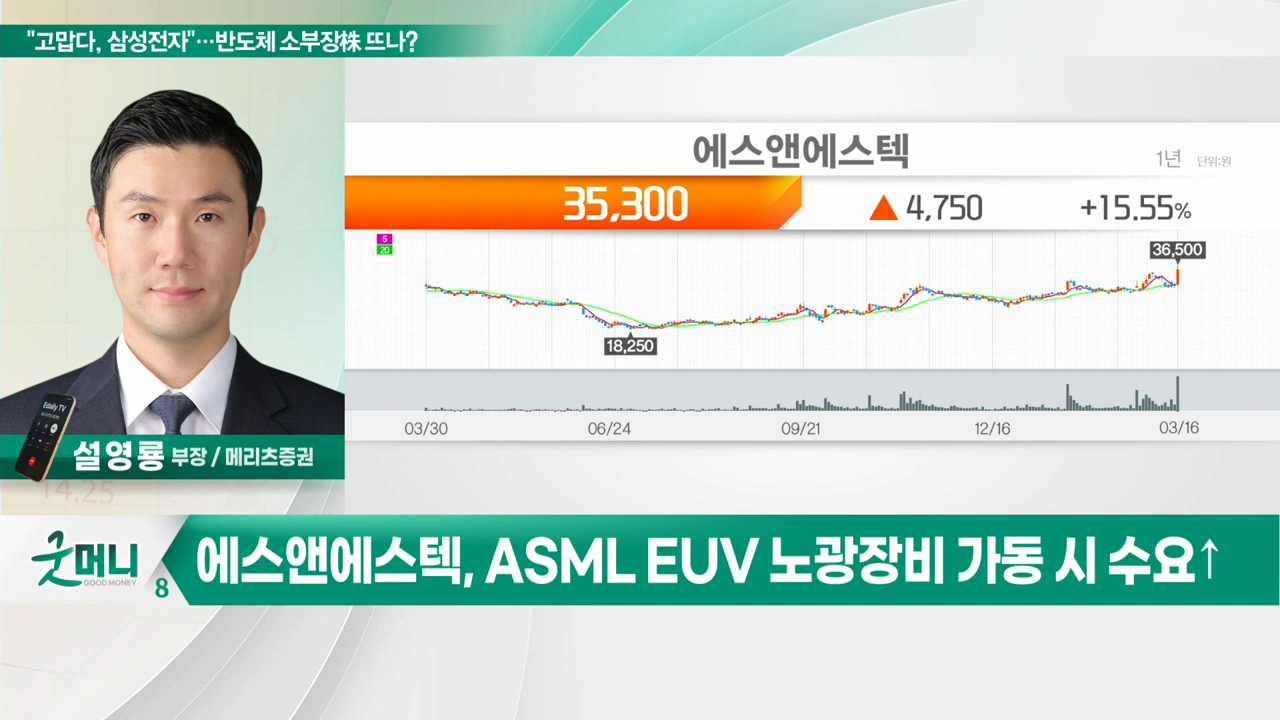 "고맙다, 삼성전자"…반도체 소부장株 뜨나?
에스앤에스텍
1년 단위:원
35,300 ▲ 4,750 +15.55%
5
20
36,500
18,250
03/30 06/24 09/21 12/16 03/16
Edaily TV
설영룡 부장 / 메리츠증권
14.25
굿머니
GOOD MONEY
8
에스앤에스텍, ASML EUV 노광장비 가동 시 수요↑